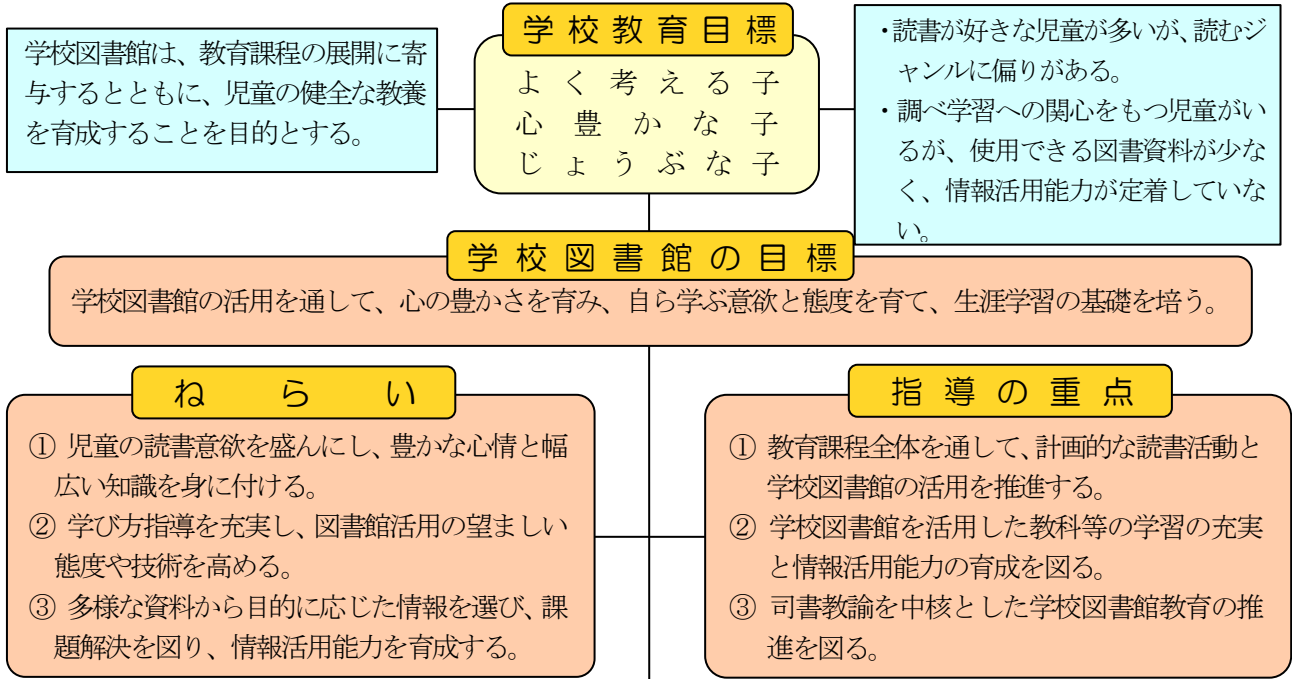 学校教育目標
よく考える子
心豊かな子
じょうぶな子
学校図書館は、教育課程の展開に寄
与するとともに、児童の健全な教養
を育成することを目的とする。
・読書が好きな児童が多いが、読むジ
ャンルに偏りがある。
・調べ学習への関心をもつ児童がい
るが、使用できる図書資料が少な
く、情報活用能力が定着していな
い。
学校図書館の目標
学校図書館の活用を通して、心の豊かさを育み、自ら学ぶ意欲と態度を育て、生涯学習の基礎を培う。
ねらい
① 児童の読書意欲を盛んにし、豊かな心情と幅
広い知識を身に付ける。
② 学び方指導を充実し、図書館活用の望ましい
態度や技術を高める。
③ 多様な資料から目的に応じた情報を選び、課
題解決を図り、情報活用能力を育成する。
指導の重点
① 教育課程全体を通して、計画的な読書活動と
学校図書館の活用を推進する。
② 学校図書館を活用した教科等の学習の充実
と情報活用能力の育成を図る。
③ 司書教諭を中核とした学校図書館教育の推
進を図る。